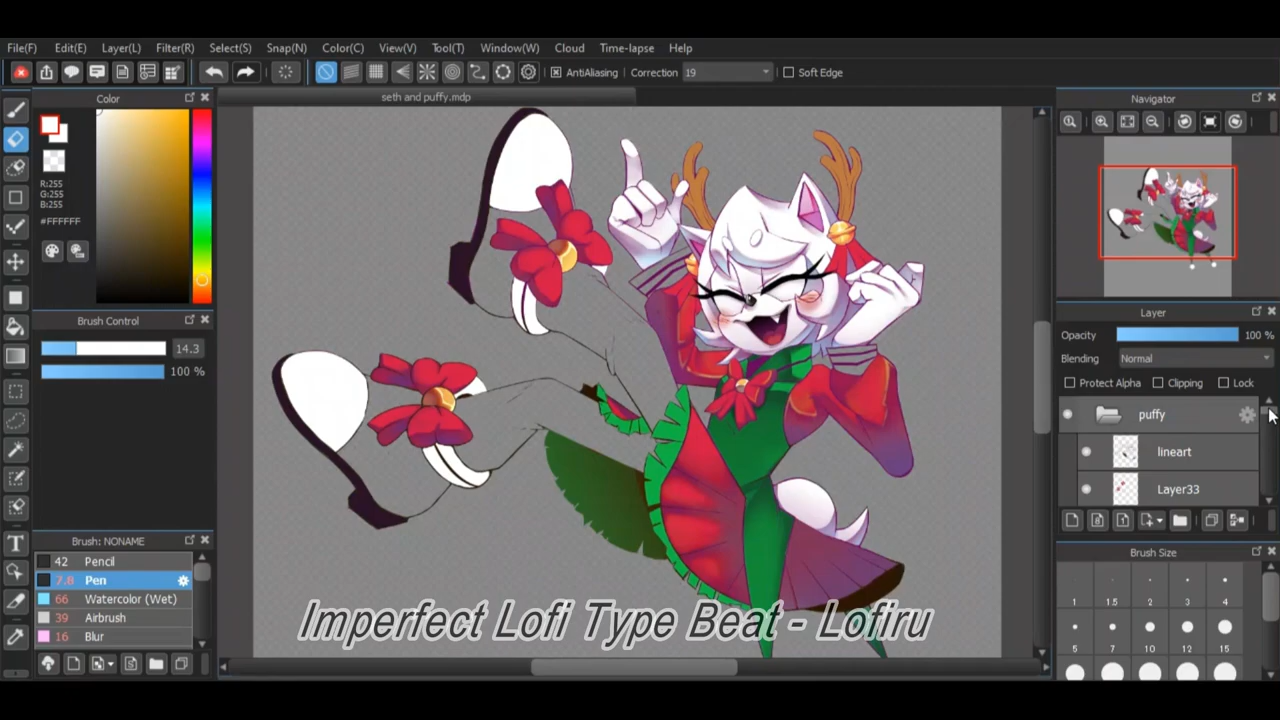 File(F) Edit(E) Layer(L) Filter(R) Select(S) Snap(N) Color(C) View(V) Tool(T) Window(W) Cloud Time-lapse Help
AntiAliasing Correction 19 Soft Edge
Color
seth and puffy.mdp
Navigator
R:255
G:255
B:255
#FFFFFF
Brush Control
14.3
100 %
Layer
Opacity 100 %
Blending Normal
Protect Alpha Clipping Lock
puffy
lineart
Layer33
Brush: NONAME
42 Pencil
7.8 Pen
66 Watercolor (Wet)
39 Airbrush
16 Blur
T
Brush Size
1 1.5 2 3 4
5 7 10 12 15
Imperfect Lofi Type Beat - Lofiru